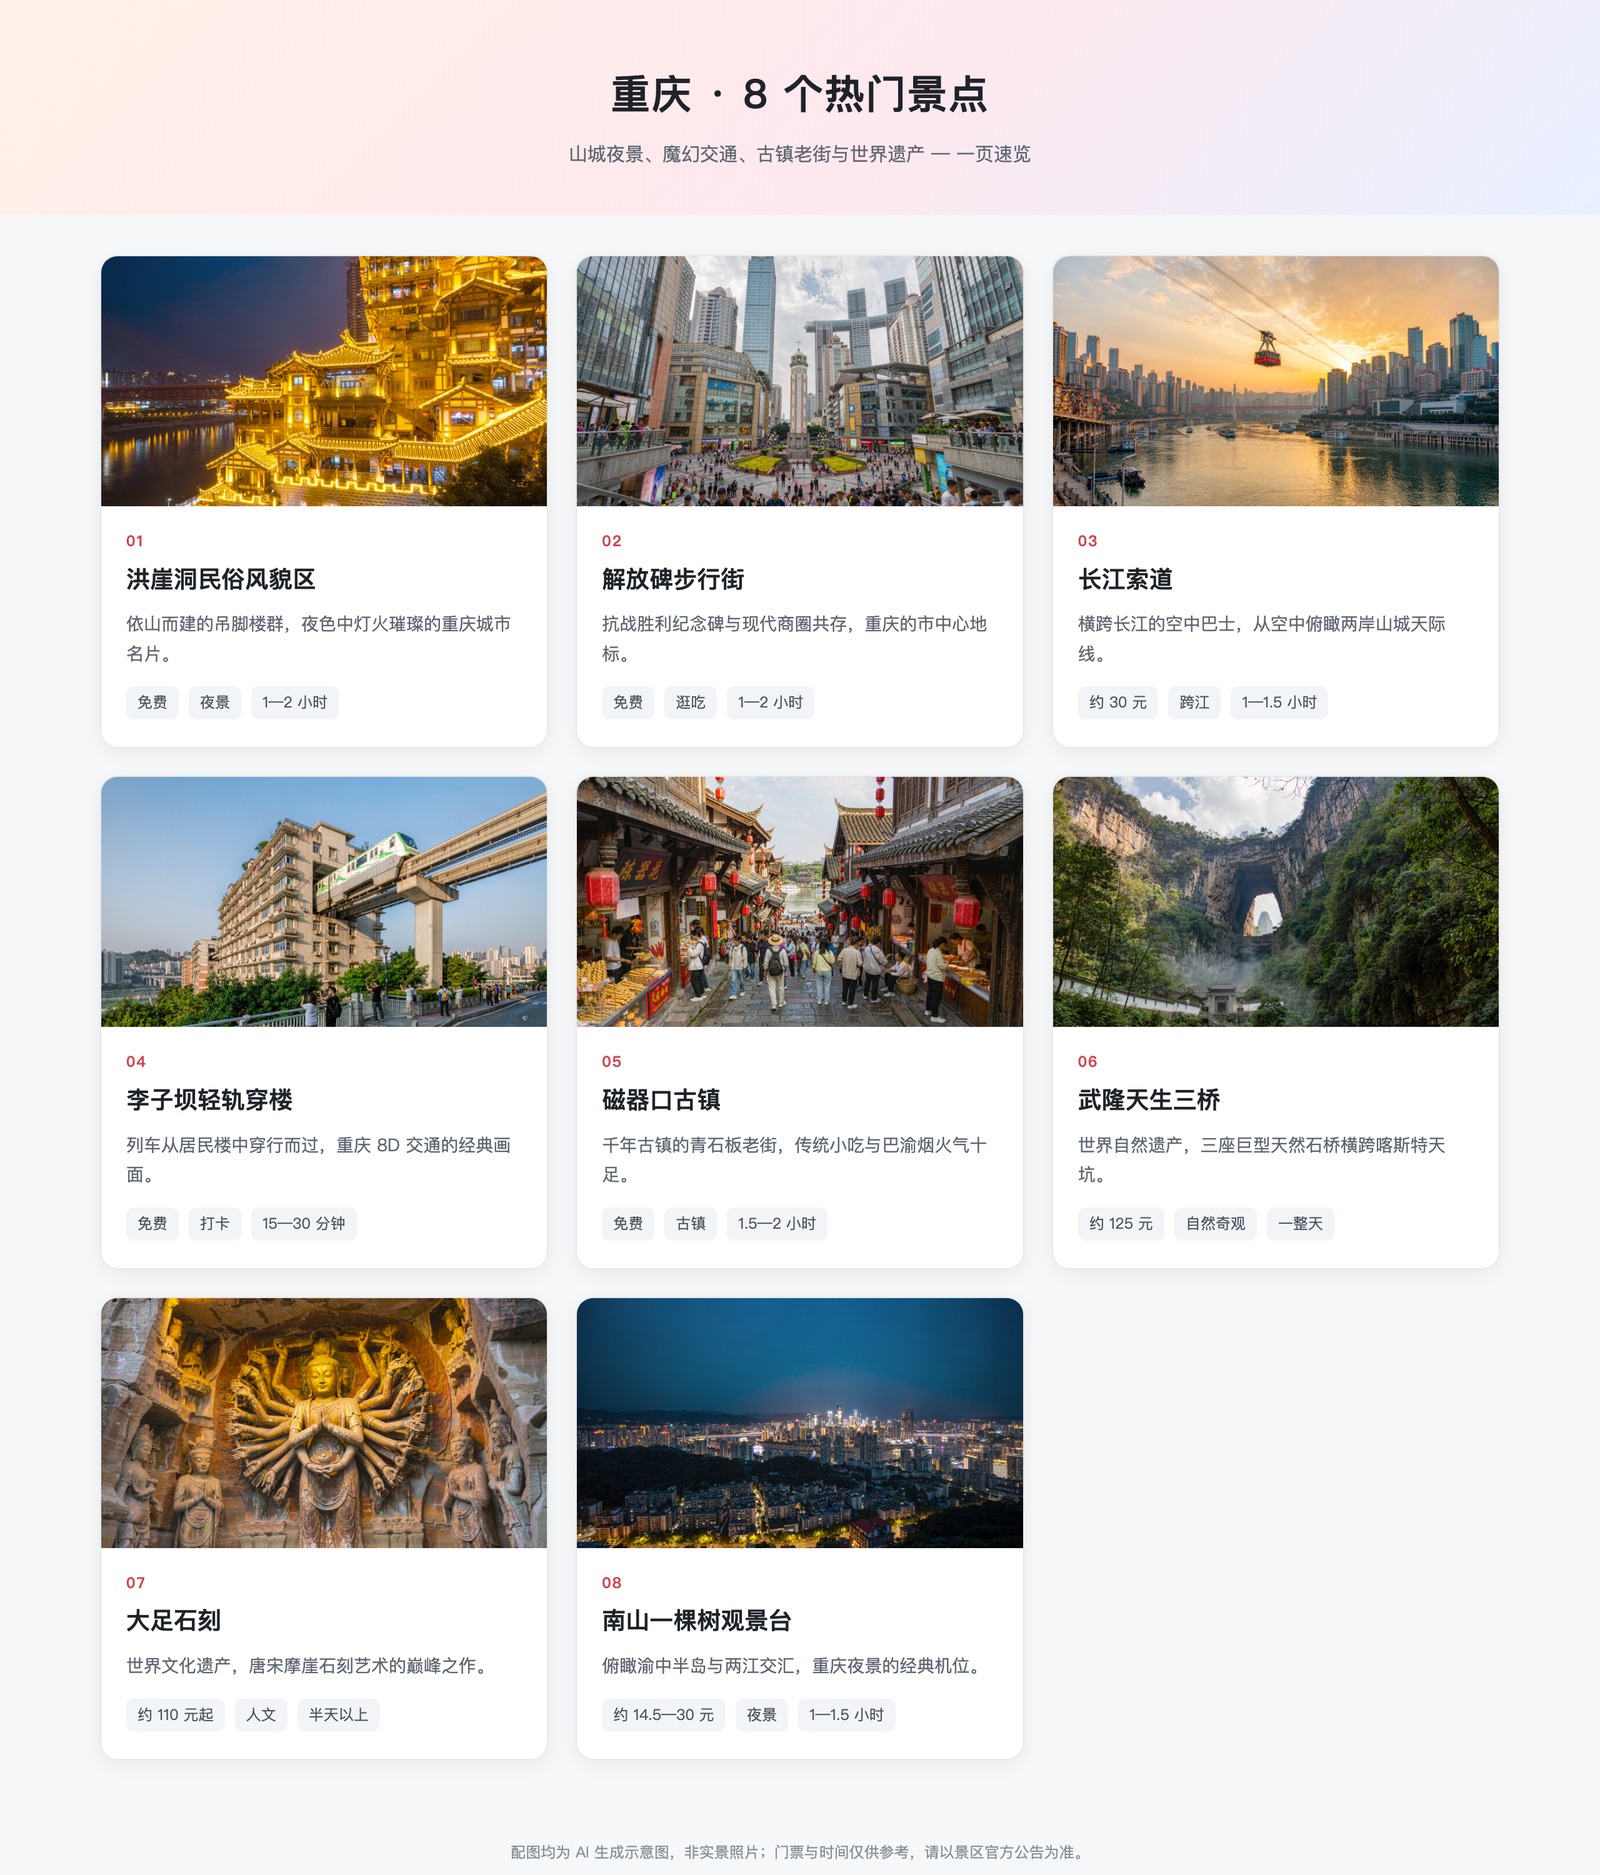 重庆 · 8 个热门景点
山城夜景、魔幻交通、古镇老街与世界遗产 — 一页速览
01
洪崖洞民俗风貌区
依山而建的吊脚楼群，夜色中灯火璀璨的重庆城市
名片。
免费 夜景 1—2 小时
02
解放碑步行街
抗战胜利纪念碑与现代商圈共存，重庆的市中心地
标。
免费 逛吃 1—2 小时
03
长江索道
横跨长江的空中巴士，从空中俯瞰两岸山城天际
线。
约 30 元 跨江 1—1.5 小时
04
李子坝轻轨穿楼
列车从居民楼中穿行而过，重庆 8D 交通的经典画
面。
免费 打卡 15—30 分钟
05
磁器口古镇
千年古镇的青石板老街，传统小吃与巴渝烟火气十
足。
免费 古镇 1.5—2 小时
06
武隆天生三桥
世界自然遗产，三座巨型天然石桥横跨喀斯特天
坑。
约 125 元 自然奇观 一整天
07
大足石刻
世界文化遗产，唐宋摩崖石刻艺术的巅峰之作。
约 110 元起 人文 半天以上
08
南山一棵树观景台
俯瞰渝中半岛与两江交汇，重庆夜景的经典机位。
约 14.5—30 元 夜景 1—1.5 小时
配图均为 AI 生成示意图，非实景照片；门票与时间仅供参考，请以景区官方公告为准。